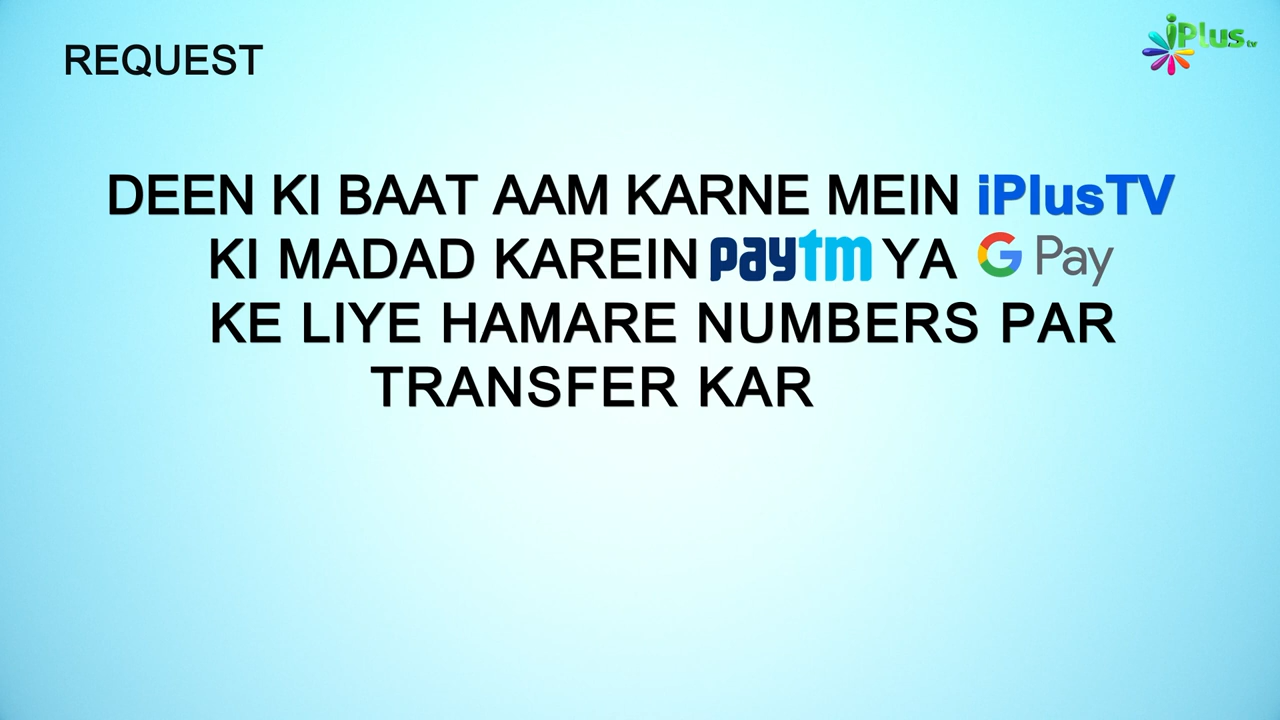 REQUEST
iPlus tv
DEEN KI BAAT AAM KARNE MEIN iPlusTV
KI MADAD KAREIN paytm YA G Pay
KE LIYE HAMARE NUMBERS PAR
TRANSFER KAR